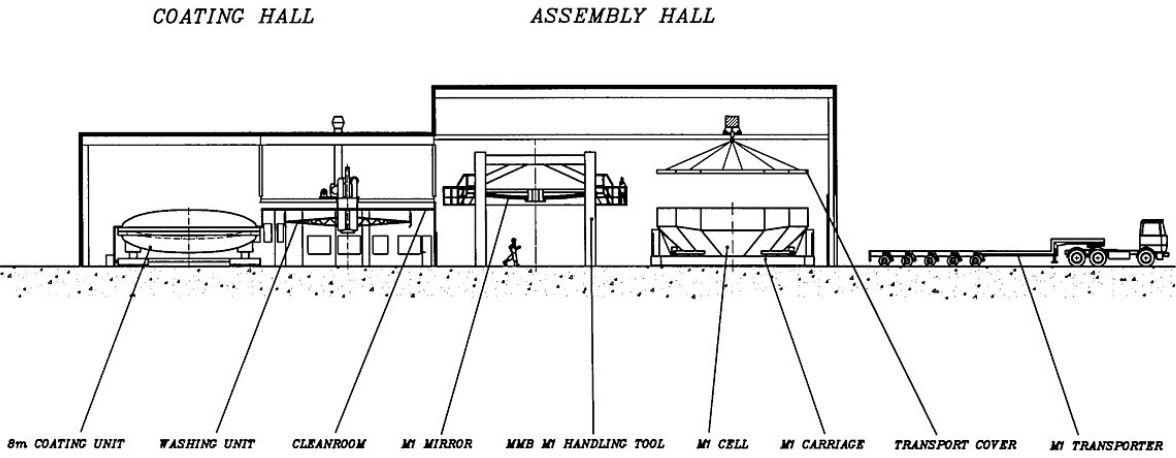 COATING HALL
ASSEMBLY HALL
8m COATING UNIT
WASHING UNIT
CLEANROOM
M1 MIRROR
MMB M1 HANDLING TOOL
M1 CELL
M1 CARRIAGE
TRANSPORT COVER
M1 TRANSPORTER